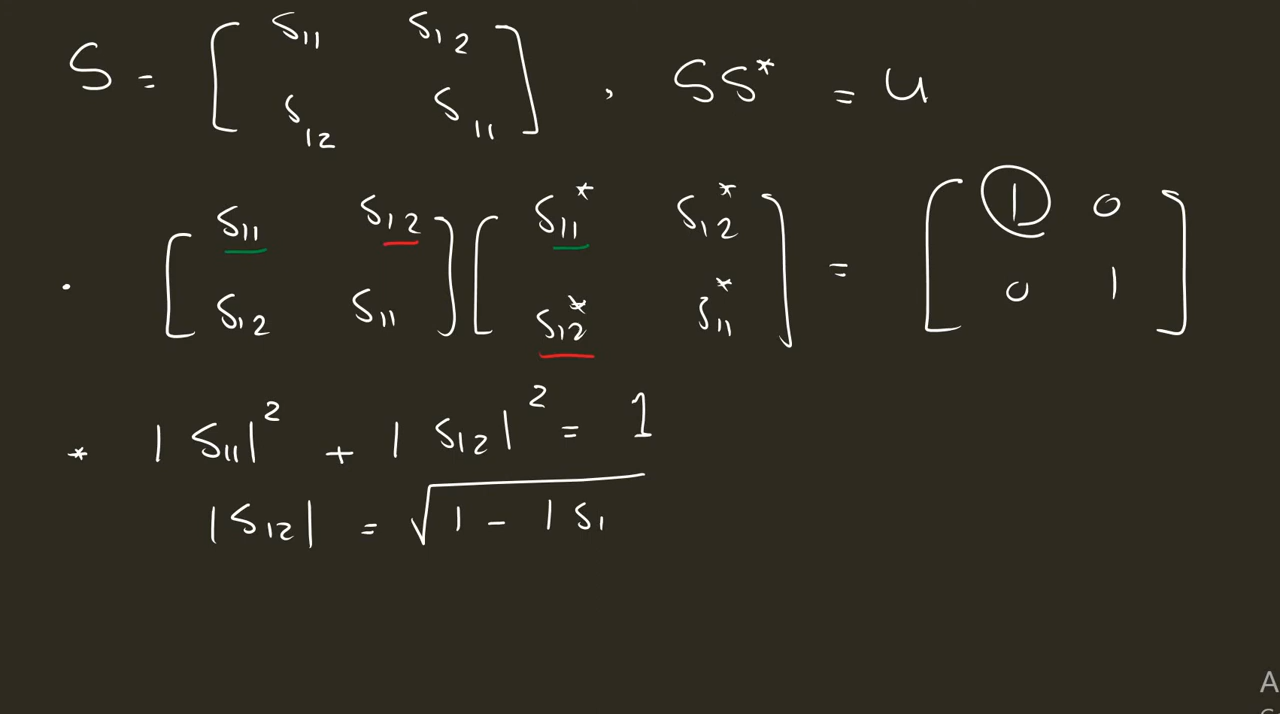 S = [ S11 S12 S12 S11 ] , SS* = U
. [ S11 S12 S12 S11 ] [ S11* S12* S12* S11* ] = [ 1 0 0 1 ]
* |S11|² + |S12|² = 1
|S12| = √1 - |S1
A